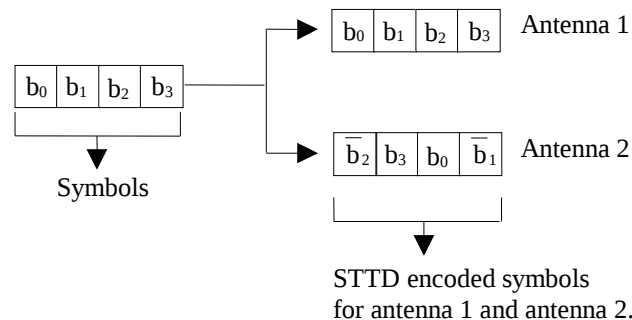 b₀ b₁ b₂ b₃ Antenna 1
b₀ b₁ b₂ b₃
b̅₂ b₃ b₀ b̅₁ Antenna 2
Symbols
STTD encoded symbols
for antenna 1 and antenna 2.